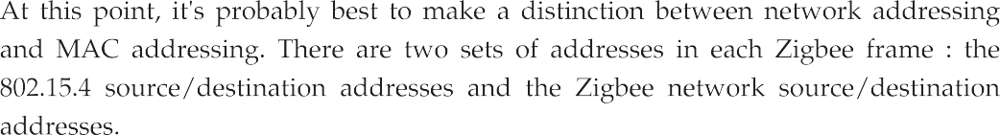 At this point, it's probably best to make a distinction between network addressing
and MAC addressing. There are two sets of addresses in each Zigbee frame : the
802.15.4 source/destination addresses and the Zigbee network source/destination
addresses.